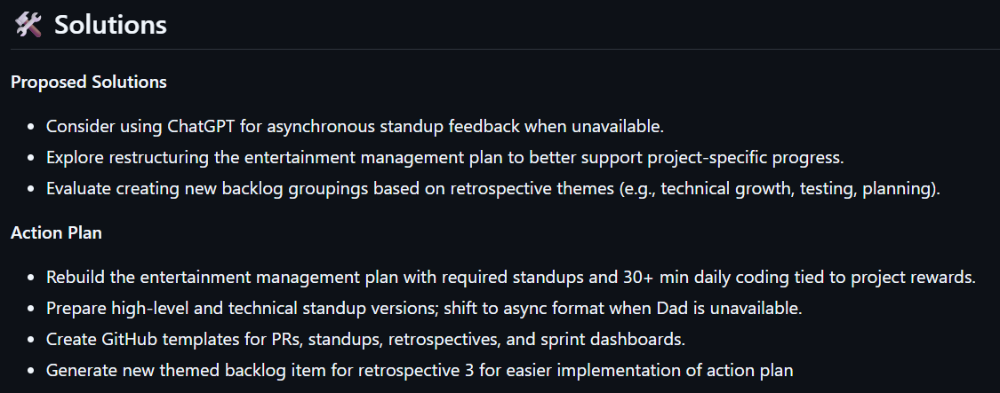 🛠 Solutions
Proposed Solutions
• Consider using ChatGPT for asynchronous standup feedback when unavailable.
• Explore restructuring the entertainment management plan to better support project-specific progress.
• Evaluate creating new backlog groupings based on retrospective themes (e.g., technical growth, testing, planning).
Action Plan
• Rebuild the entertainment management plan with required standups and 30+ min daily coding tied to project rewards.
• Prepare high-level and technical standup versions; shift to async format when Dad is unavailable.
• Create GitHub templates for PRs, standups, retrospectives, and sprint dashboards.
• Generate new themed backlog item for retrospective 3 for easier implementation of action plan